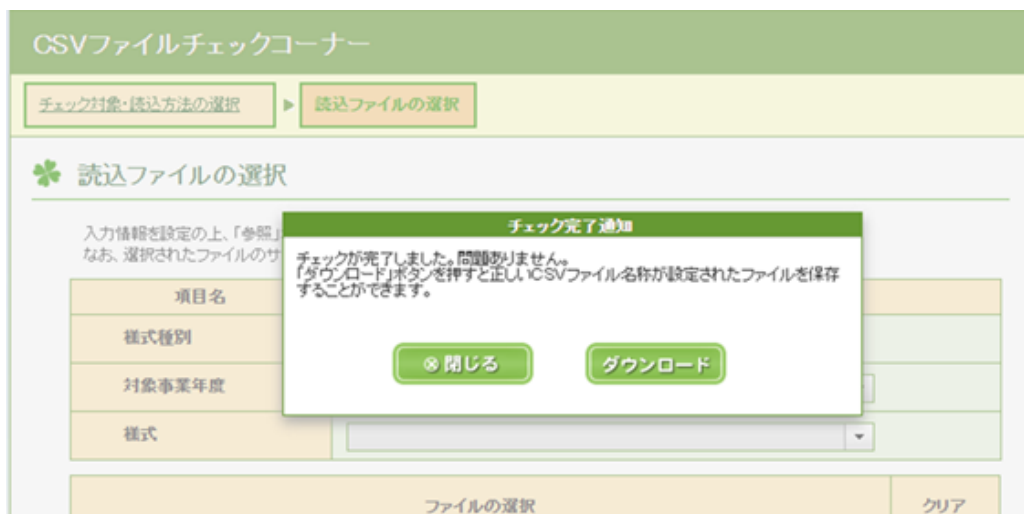 CSVファイルチェックコーナー
チェック対象・読込方法の選択 ▶ 読込ファイルの選択
読込ファイルの選択
入力情報を設定の上、「参照」
なお、選択されたファイルのサ
チェック完了通知
チェックが完了しました。問題ありません。
「ダウンロード」ボタンを押すと正しいCSVファイル名称が設定されたファイルを保存
することができます。
⊗閉じる ダウンロード
項目名
様式種別
対象事業年度
様式
ファイルの選択 クリア